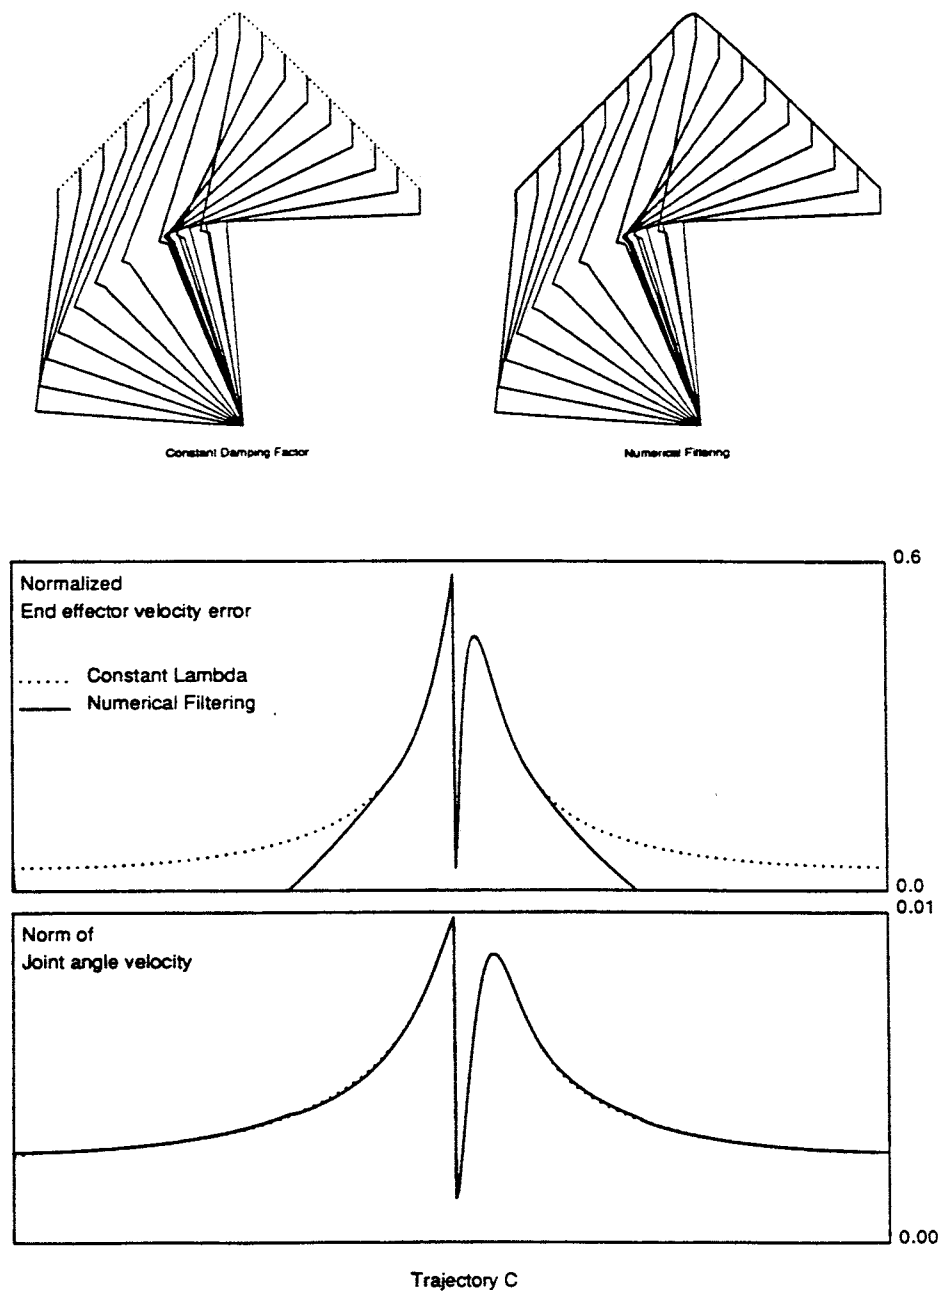 Constant Damping Factor
Numerical Filtering
0.6
Normalized
End effector velocity error
Constant Lambda
Numerical Filtering
0.0
0.01
Norm of
Joint angle velocity
0.00
Trajectory C